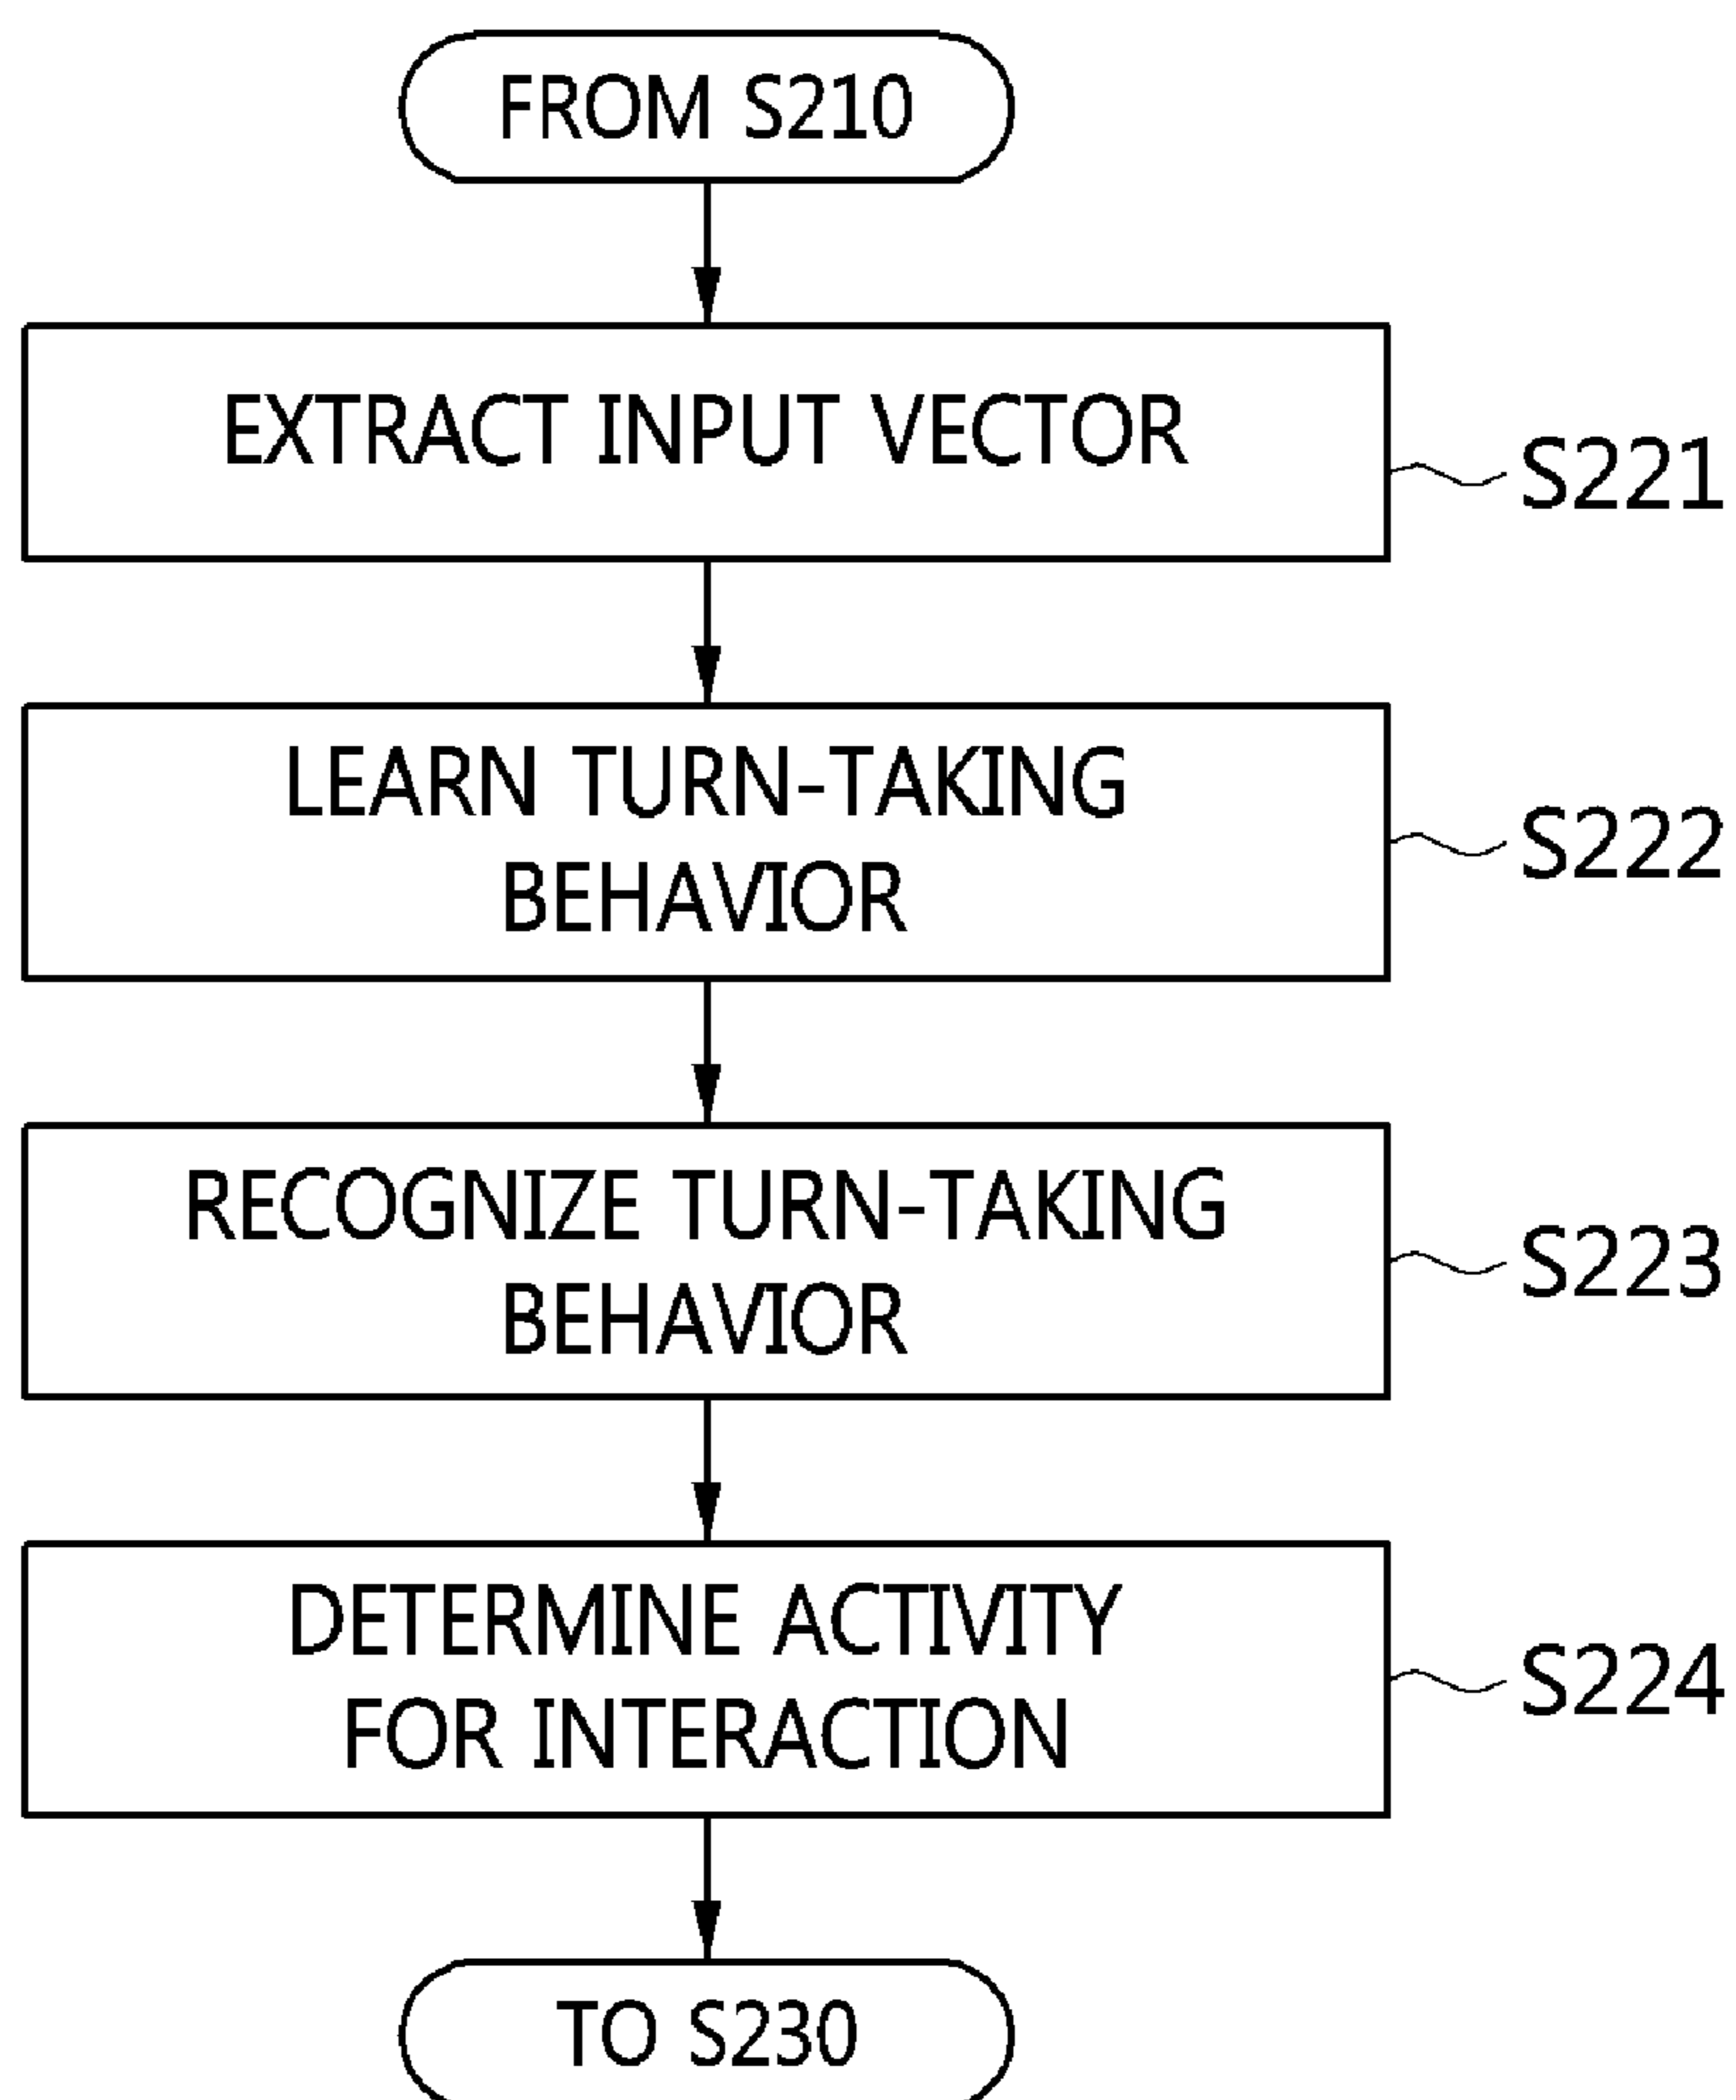 FROM S210
EXTRACT INPUT VECTOR
S221
LEARN TURN-TAKING
BEHAVIOR
S222
RECOGNIZE TURN-TAKING
BEHAVIOR
S223
DETERMINE ACTIVITY
FOR INTERACTION
S224
TO S230